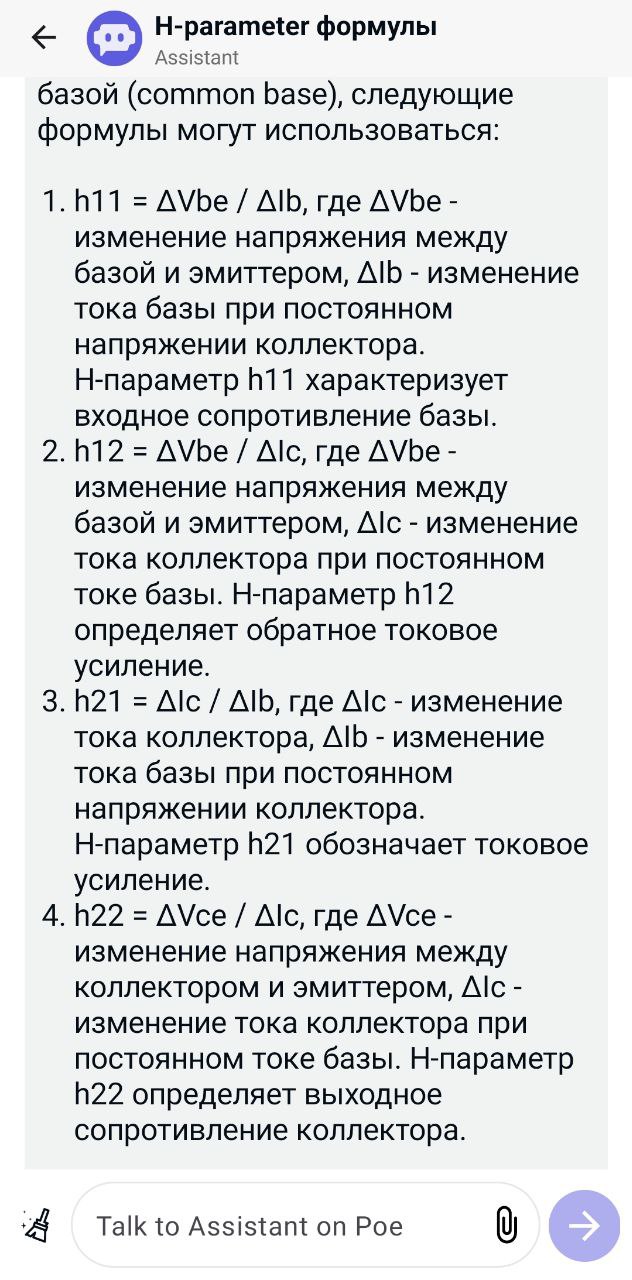 H-parameter формулы
Assistant
базой (common base), следующие
формулы могут использоваться:
1. h11 = ΔVbe / ΔIb, где ΔVbe -
изменение напряжения между
базой и эмиттером, ΔIb - изменение
тока базы при постоянном
напряжении коллектора.
H-параметр h11 характеризует
входное сопротивление базы.
2. h12 = ΔVbe / ΔIc, где ΔVbe -
изменение напряжения между
базой и эмиттером, ΔIc - изменение
тока коллектора при постоянном
токе базы. H-параметр h12
определяет обратное токовое
усиление.
3. h21 = ΔIc / ΔIb, где ΔIc - изменение
тока коллектора, ΔIb - изменение
тока базы при постоянном
напряжении коллектора.
H-параметр h21 обозначает токовое
усиление.
4. h22 = ΔVce / ΔIc, где ΔVce -
изменение напряжения между
коллектором и эмиттером, ΔIc -
изменение тока коллектора при
постоянном токе базы. H-параметр
h22 определяет выходное
сопротивление коллектора.
Talk to Assistant on Poe